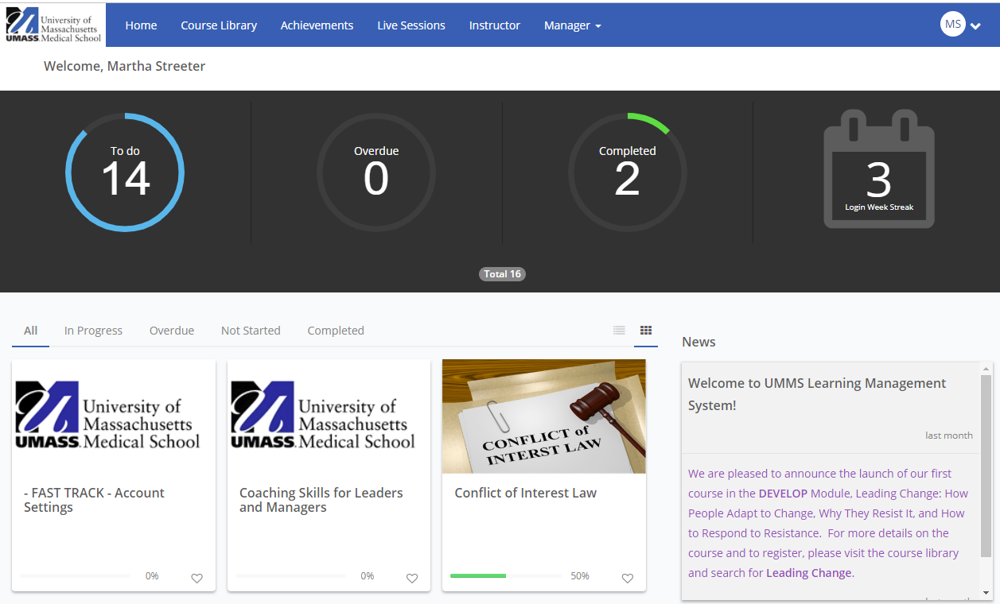 University of
Massachusetts
UMASS. Medical School
Home Course Library Achievements Live Sessions Instructor Manager
MS
Welcome, Martha Streeter
To do
14
Overdue
0
Completed
2
3
Login Week Streak
Total 16
All In Progress Overdue Not Started Completed
University of
Massachusetts
UMASS. Medical School
- FAST TRACK - Account
Settings
0%
University of
Massachusetts
UMASS. Medical School
Coaching Skills for Leaders
and Managers
0%
CONFLICT of
INTERST LAW
Conflict of Interest Law
50%
News
Welcome to UMMS Learning Management
System!
last month
We are pleased to announce the launch of our first
course in the DEVELOP Module, Leading Change: How
People Adapt to Change, Why They Resist It, and How
to Respond to Resistance. For more details on the
course and to register, please visit the course library
and search for Leading Change.